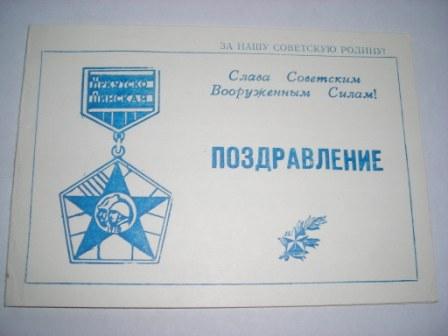 ЗА НАШУ СОВЕТСКУЮ РОДИНУ!
Слава Советским
Вооруженным Силам!
ИРКУТСКО
ПИНСКАЯ
ПОЗДРАВЛЕНИЕ